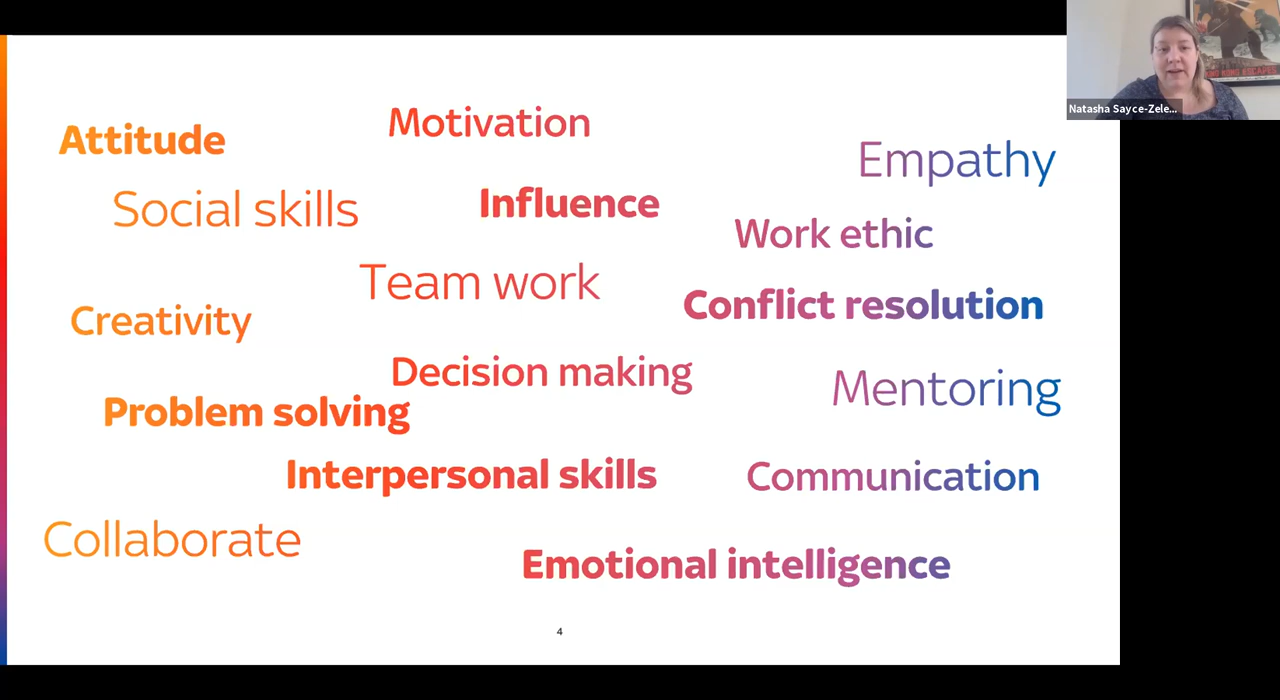 Natasha Sayce-Zele...
Motivation
Attitude
Empathy
Social skills
Influence
Work ethic
Team work
Conflict resolution
Creativity
Decision making
Mentoring
Problem solving
Interpersonal skills
Communication
Collaborate
Emotional intelligence
4